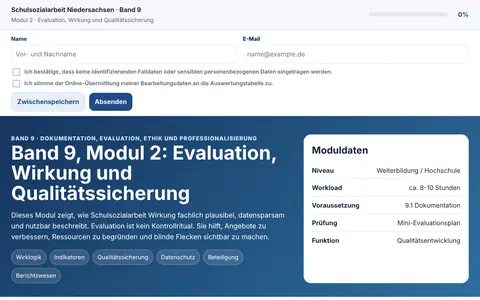 Schulsozialarbeit Niedersachsen · Band 9
Modul 2 · Evaluation, Wirkung und Qualitätssicherung
0%
Name
E-Mail
Vor- und Nachname
name@example.de
Ich bestätige, dass keine identifizierenden Falldaten oder sensiblen personenbezogenen Daten eingetragen werden.
Ich stimme der Online-Übermittlung meiner Bearbeitungsdaten an die Auswertungstabelle zu.
Zwischenspeichern
Absenden
BAND 9 · DOKUMENTATION, EVALUATION, ETHIK UND PROFESSIONALISIERUNG
Band 9, Modul 2: Evaluation,
Wirkung und
Qualitätssicherung
Dieses Modul zeigt, wie Schulsozialarbeit Wirkung fachlich plausibel, datensparsam
und nutzbar beschreibt. Evaluation ist kein Kontrollritual. Sie hilft, Angebote zu
verbessern, Ressourcen zu begründen und blinde Flecken sichtbar zu machen.
Wirklogik
Indikatoren
Qualitätssicherung
Datenschutz
Beteiligung
Berichtswesen
Moduldaten
Niveau Weiterbildung / Hochschule
Workload ca. 8-10 Stunden
Voraussetzung 9.1 Dokumentation
Prüfung Mini-Evaluationsplan
Funktion Qualitätsentwicklung